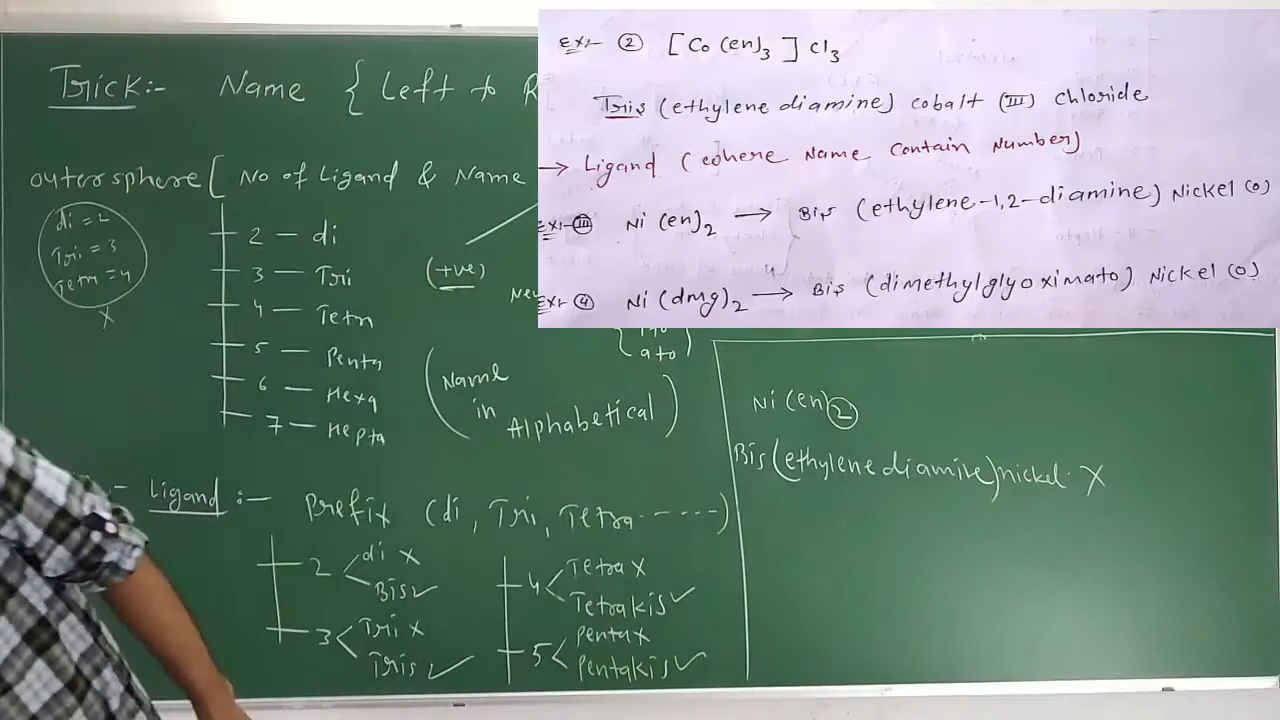 Trick:- Name { Left to R
outersphere [ No of Ligand & Name
di = 2
Tri = 3
Tetra = 4
X
2 - di
3 - Tri
4 - Tetra
5 - Penta
6 - Hexa
7 - Hepta
(+ve)
ato
(Name
in
Alphabetical)
Ligand :- Prefix (di, Tri, Tetra-----)
2 < di X
Bis ✓
3 < Tri X
Tris ✓
4 < Tetra X
Tetrakis ✓
5 < Penta X
Pentakis ✓
Ex:- ② [Co(en)3]Cl3
Tris (ethylene diamine) cobalt (III) chloride
→ Ligand (where Name contain Number)
Ex:- III Ni(en)2 → Bis (ethylene-1,2-diamine) Nickel (0)
Ex:- ④ Ni(dmg)2 → Bis (dimethylglyoximato) Nickel (0)
Ni(en)2
Bis(ethylene diamine)nickel. X